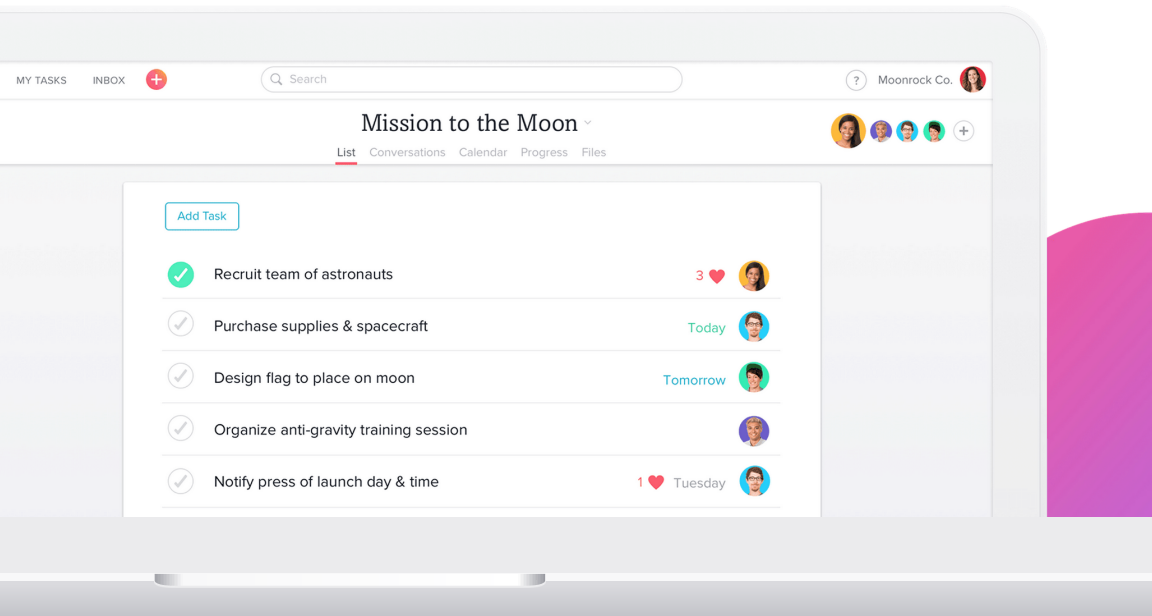 MY TASKS INBOX + Search ? Moonrock Co.
Mission to the Moon
+
List Conversations Calendar Progress Files
Add Task
Recruit team of astronauts 3
Purchase supplies & spacecraft Today
Design flag to place on moon Tomorrow
Organize anti-gravity training session
Notify press of launch day & time 1 Tuesday